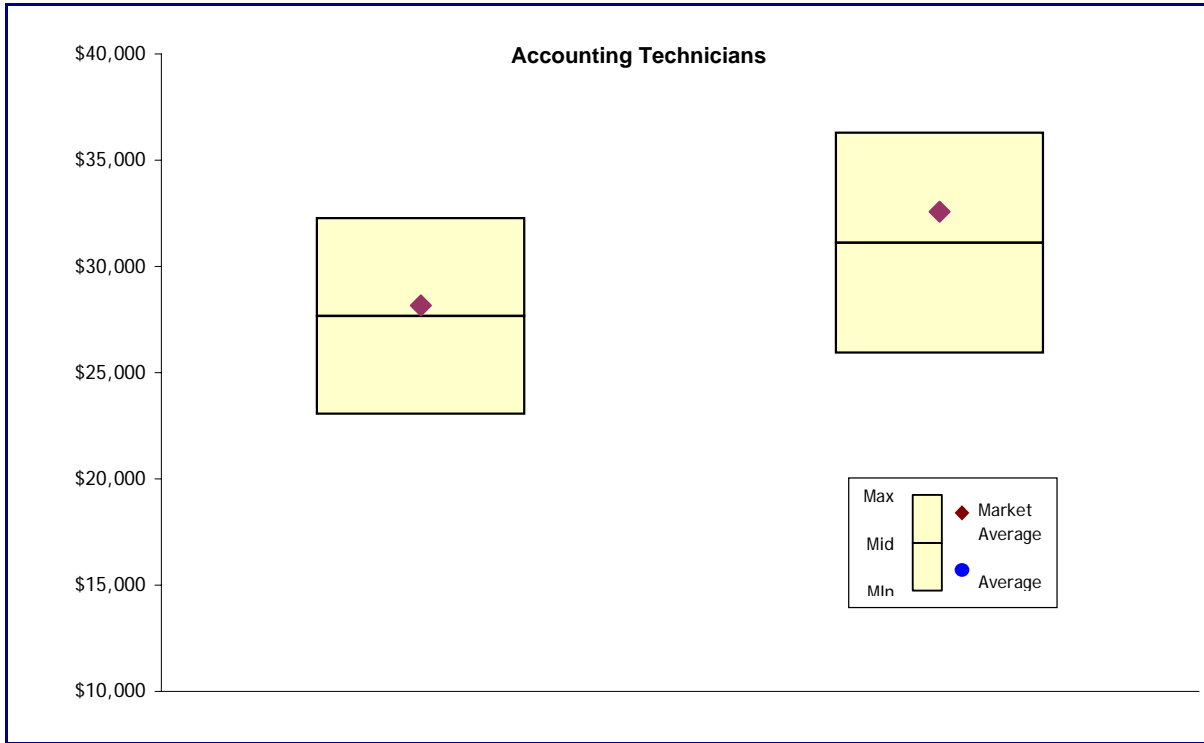 Accounting Technicians
$40,000
$35,000
$30,000
$25,000
$20,000
$15,000
$10,000
Max
Mid
MIn
Market
Average
Average